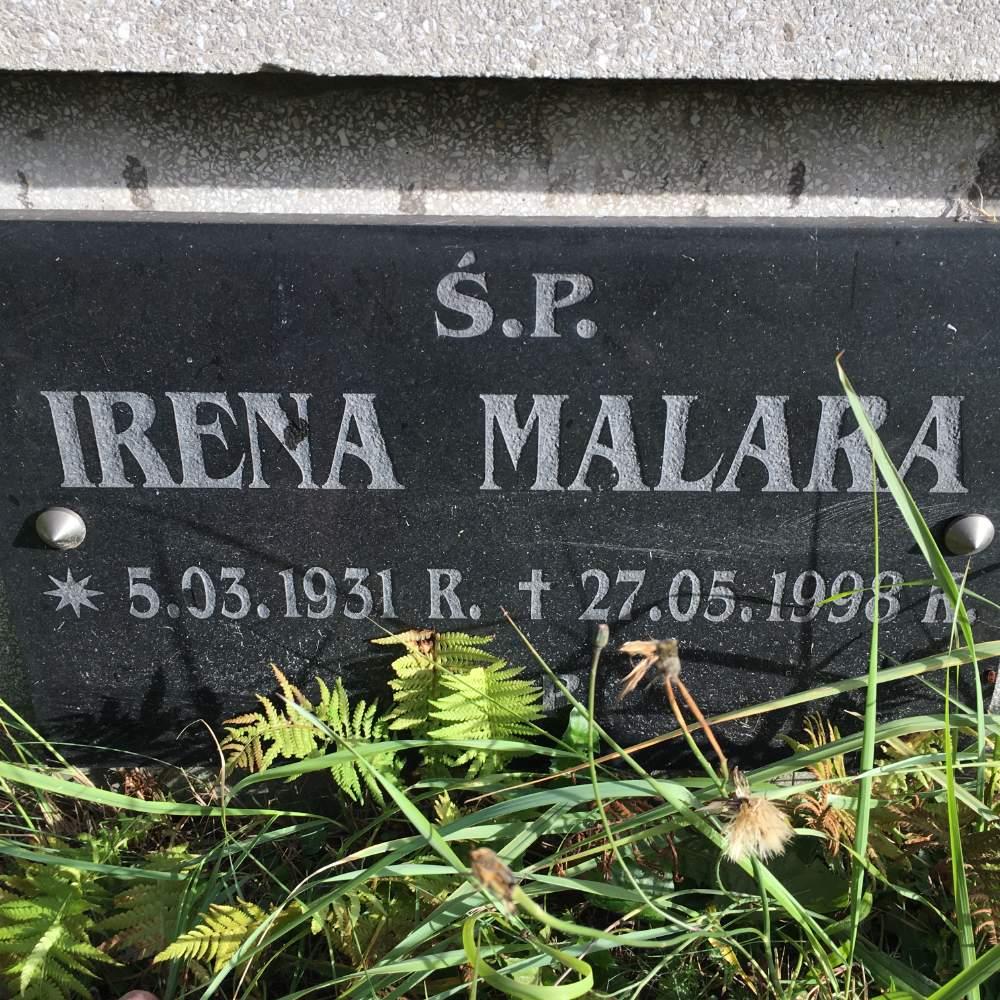 Ś.P.
IRENA MALARA
* 5.03.1931 R. † 27.05.1998 R.